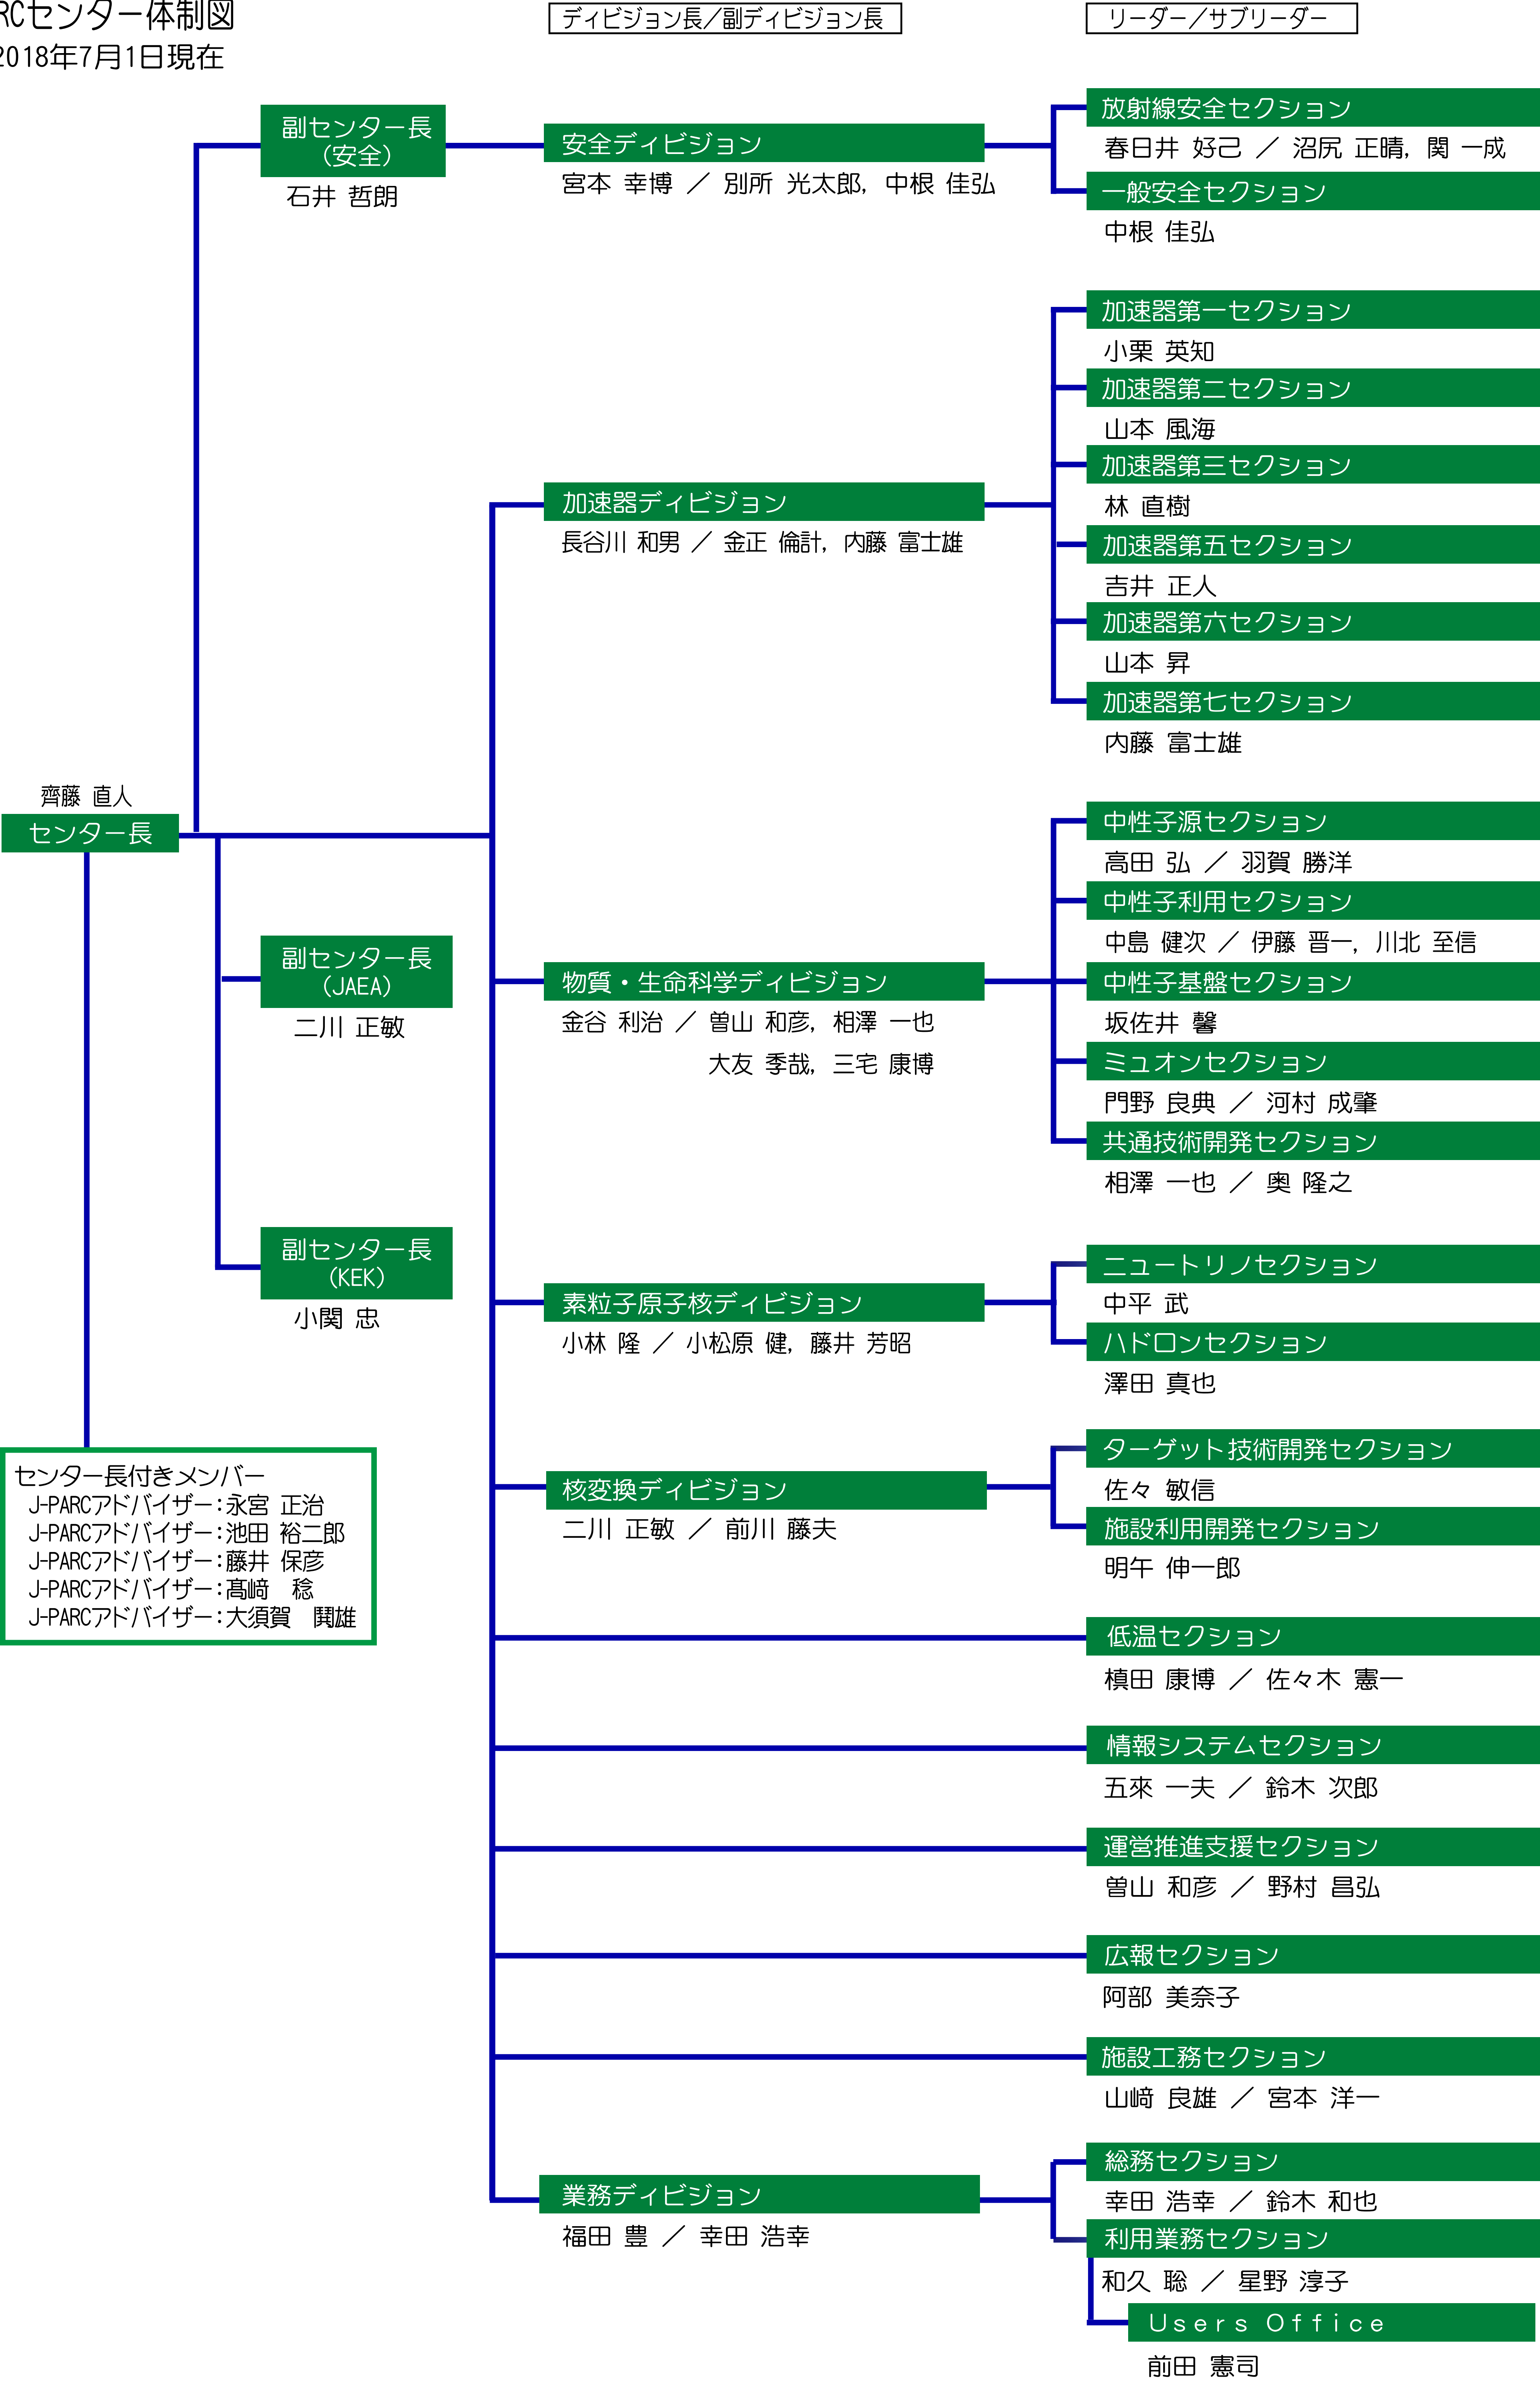 RCセンター体制図
2018年7月1日現在
ディビジョン長／副ディビジョン長
リーダー／サブリーダー
副センター長
（安全）
石井 哲朗
安全ディビジョン
宮本 幸博 ／ 別所 光太郎，中根 佳弘
放射線安全セクション
春日井 好己 ／ 沼尻 正晴，関 一成
一般安全セクション
中根 佳弘
加速器ディビジョン
長谷川 和男 ／ 金正 倫計，内藤 富士雄
加速器第一セクション
小栗 英知
加速器第二セクション
山本 風海
加速器第三セクション
林 直樹
加速器第五セクション
吉井 正人
加速器第六セクション
山本 昇
加速器第七セクション
内藤 富士雄
齊藤 直人
センター長
副センター長
（JAEA）
二川 正敏
副センター長
（KEK）
小関 忠
物質・生命科学ディビジョン
金谷 利治 ／ 曽山 和彦，相澤 一也
大友 季哉，三宅 康博
中性子源セクション
高田 弘 ／ 羽賀 勝洋
中性子利用セクション
中島 健次 ／ 伊藤 晋一，川北 至信
中性子基盤セクション
坂佐井 馨
ミュオンセクション
門野 良典 ／ 河村 成肇
共通技術開発セクション
相澤 一也 ／ 奥 隆之
素粒子原子核ディビジョン
小林 隆 ／ 小松原 健，藤井 芳昭
ニュートリノセクション
中平 武
ハドロンセクション
澤田 真也
核変換ディビジョン
二川 正敏 ／ 前川 藤夫
ターゲット技術開発セクション
佐々 敏信
施設利用開発セクション
明午 伸一郎
センター長付きメンバー
J-PARCアドバイザー：永宮 正治
J-PARCアドバイザー：池田 裕二郎
J-PARCアドバイザー：藤井 保彦
J-PARCアドバイザー：髙﨑　稔
J-PARCアドバイザー：大須賀　鬨雄
低温セクション
槙田 康博 ／ 佐々木 憲一
情報システムセクション
五來 一夫 ／ 鈴木 次郎
運営推進支援セクション
曽山 和彦 ／ 野村 昌弘
広報セクション
阿部 美奈子
施設工務セクション
山﨑 良雄 ／ 宮本 洋一
業務ディビジョン
福田 豊 ／ 幸田 浩幸
総務セクション
幸田 浩幸 ／ 鈴木 和也
利用業務セクション
和久 聡 ／ 星野 淳子
Ｕｓｅｒｓ Ｏｆｆｉｃｅ
前田 憲司